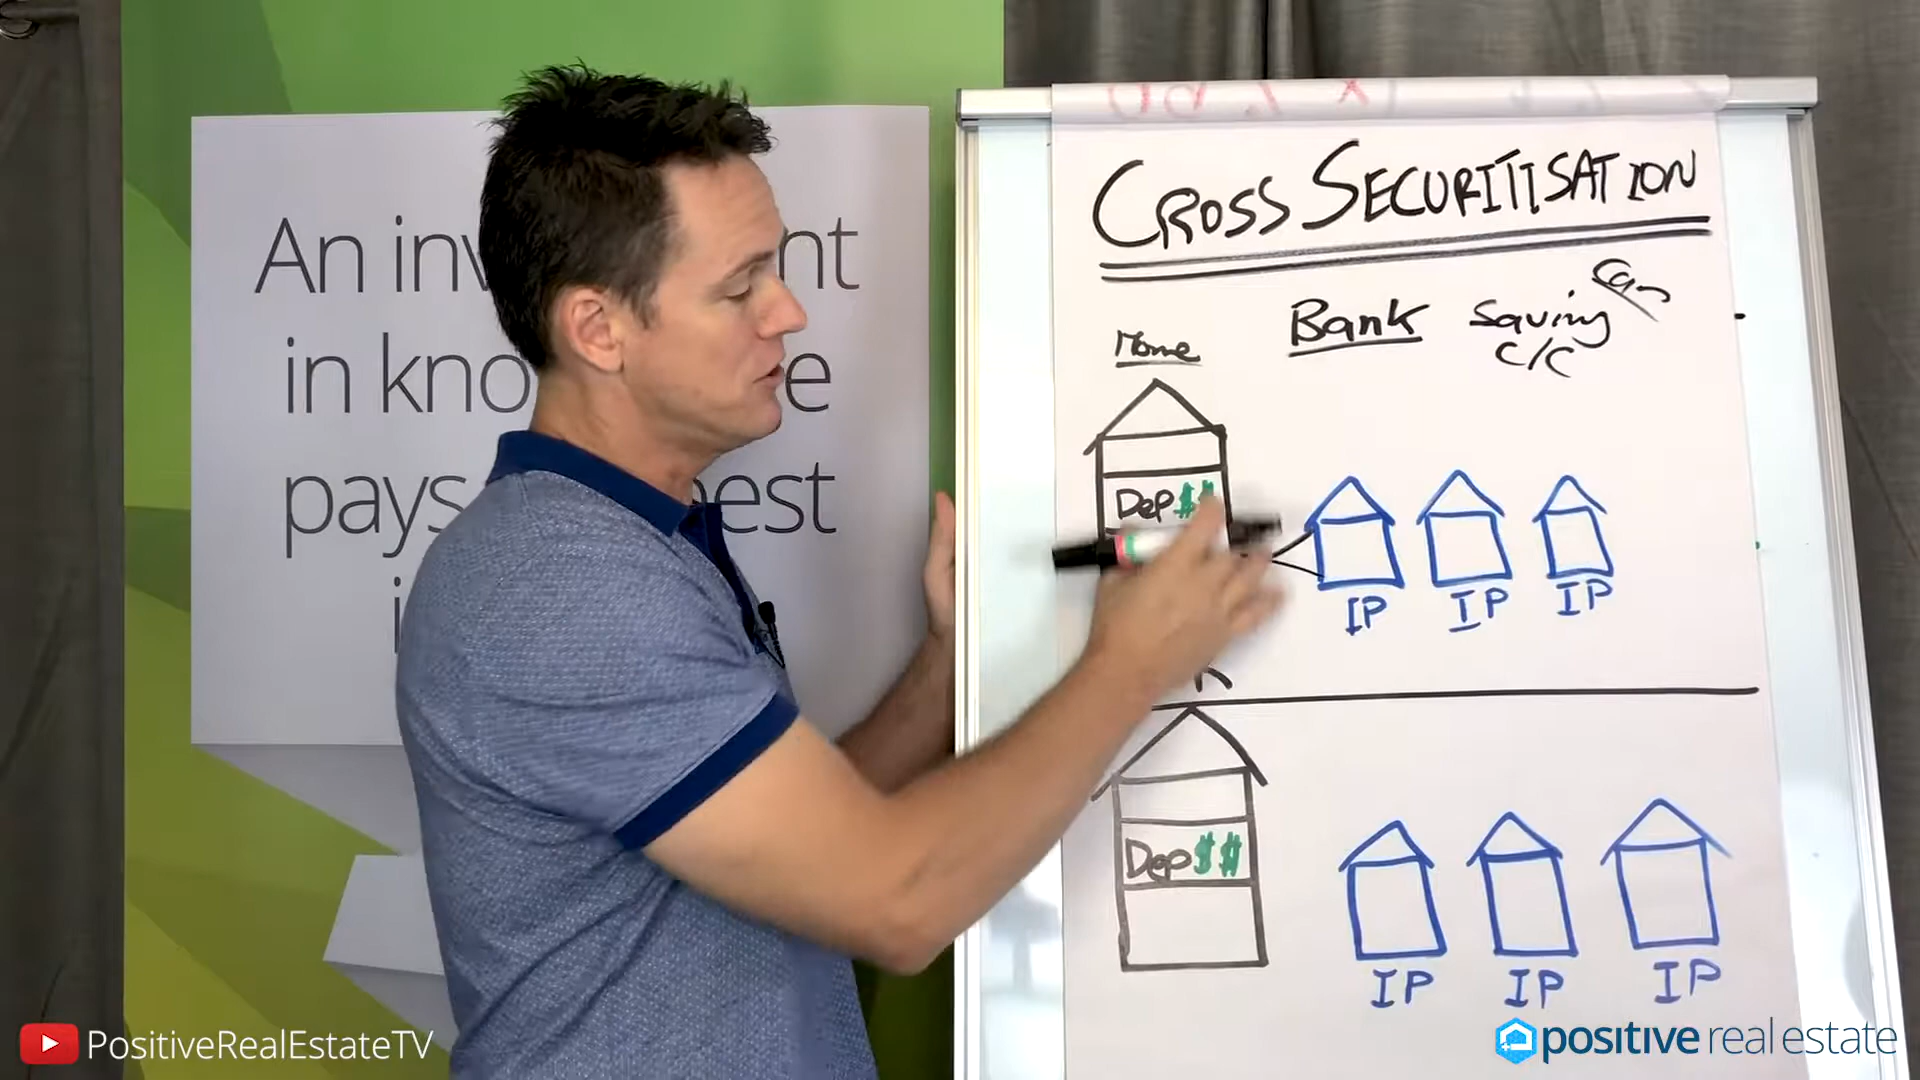 An inv nt
in kno e
pays est
i
CROSS SECURITISATION
Bank
Saving
C/C
Home
Dep $$
IP IP IP
Dep $$
IP IP IP
PositiveRealEstateTV
positive real estate